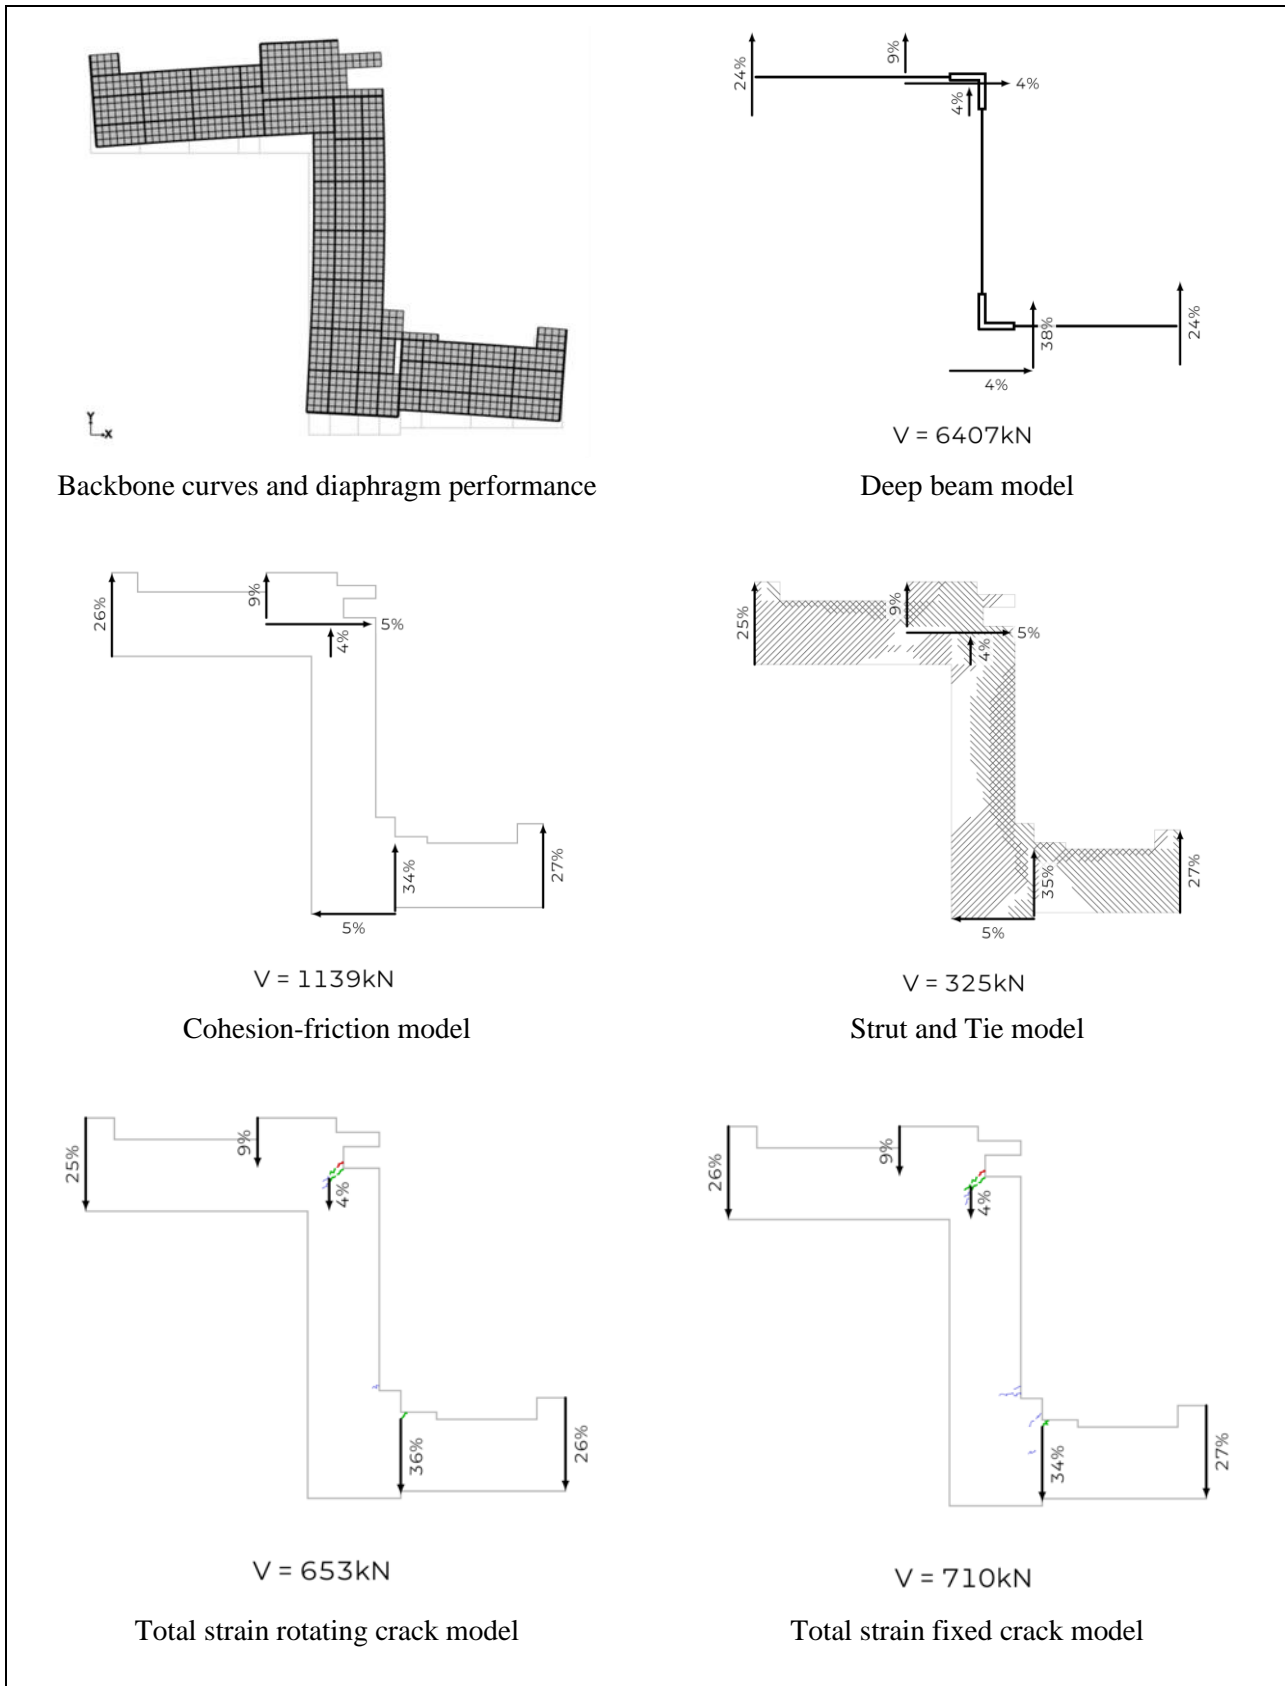 Y
X
Backbone curves and diaphragm performance
24%
9%
4%
4%
38%
24%
4%
V = 6407kN
Deep beam model
26%
9%
5%
4%
34%
27%
5%
V = 1139kN
Cohesion-friction model
25%
9%
5%
4%
35%
27%
5%
V = 325kN
Strut and Tie model
25%
9%
4%
36%
26%
V = 653kN
Total strain rotating crack model
26%
9%
4%
34%
27%
V = 710kN
Total strain fixed crack model